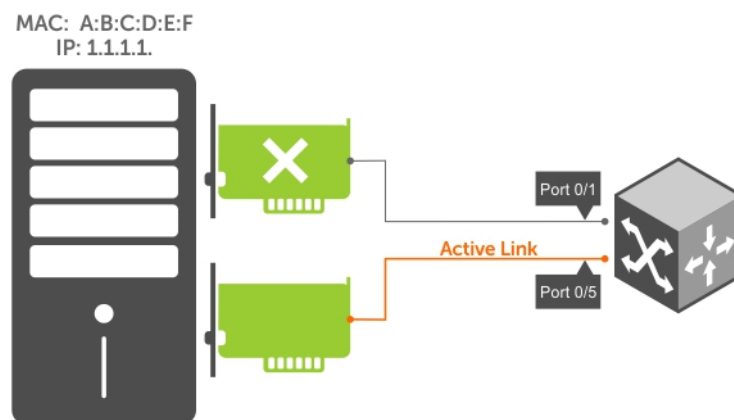 MAC: A:B:C:D:E:F
IP: 1.1.1.1.
Port 0/1
Active Link
Port 0/5